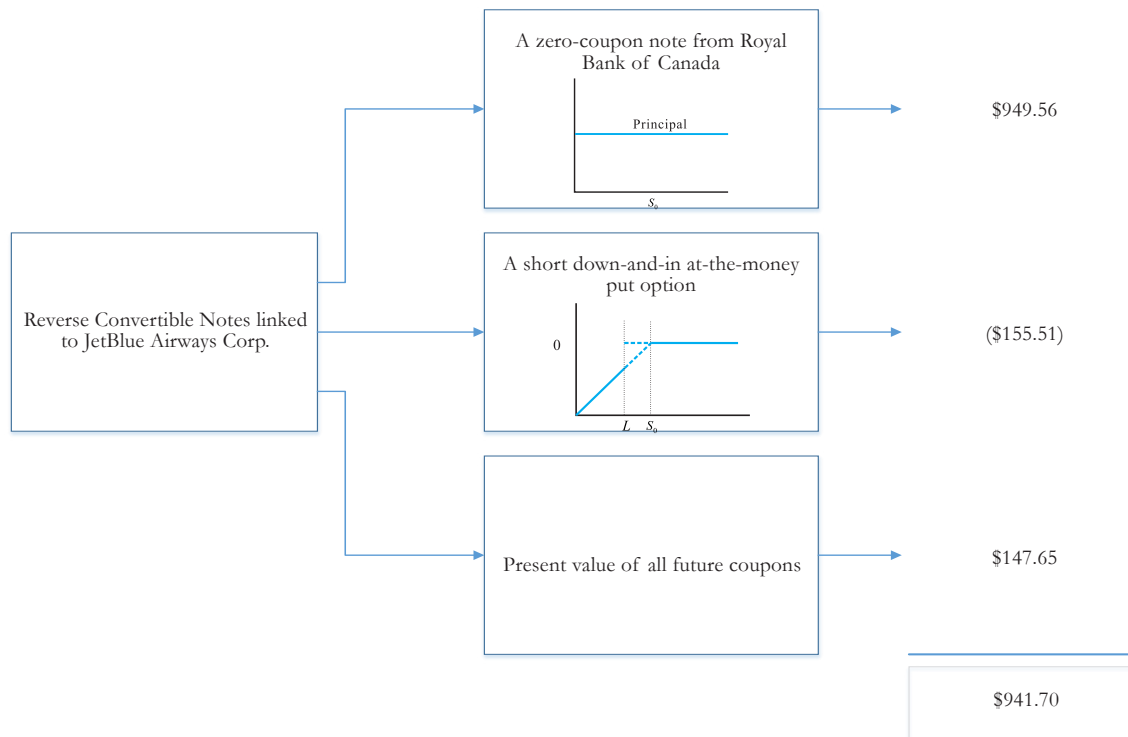 A zero-coupon note from Royal
Bank of Canada
Principal
S₀
$949.56
Reverse Convertible Notes linked
to JetBlue Airways Corp.
A short down-and-in at-the-money
put option
0
L S₀
($155.51)
Present value of all future coupons
$147.65
$941.70